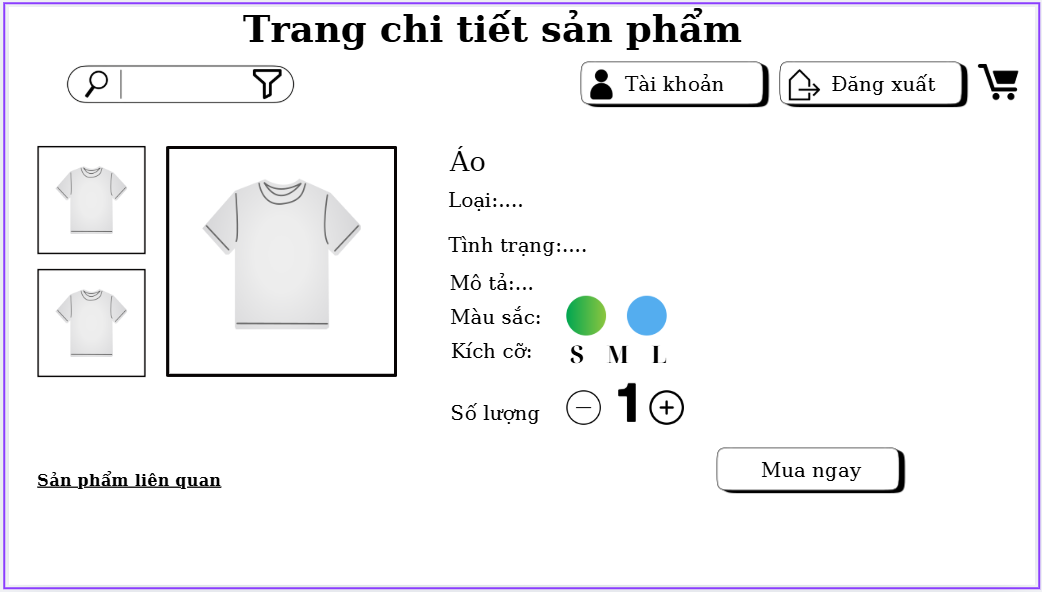 Trang chi tiết sản phẩm
Tài khoản
Đăng xuất
Áo
Loại:....
Tình trạng:....
Mô tả:...
Màu sắc:
Kích cỡ: S M L
Số lượng 1
Mua ngay
Sản phẩm liên quan